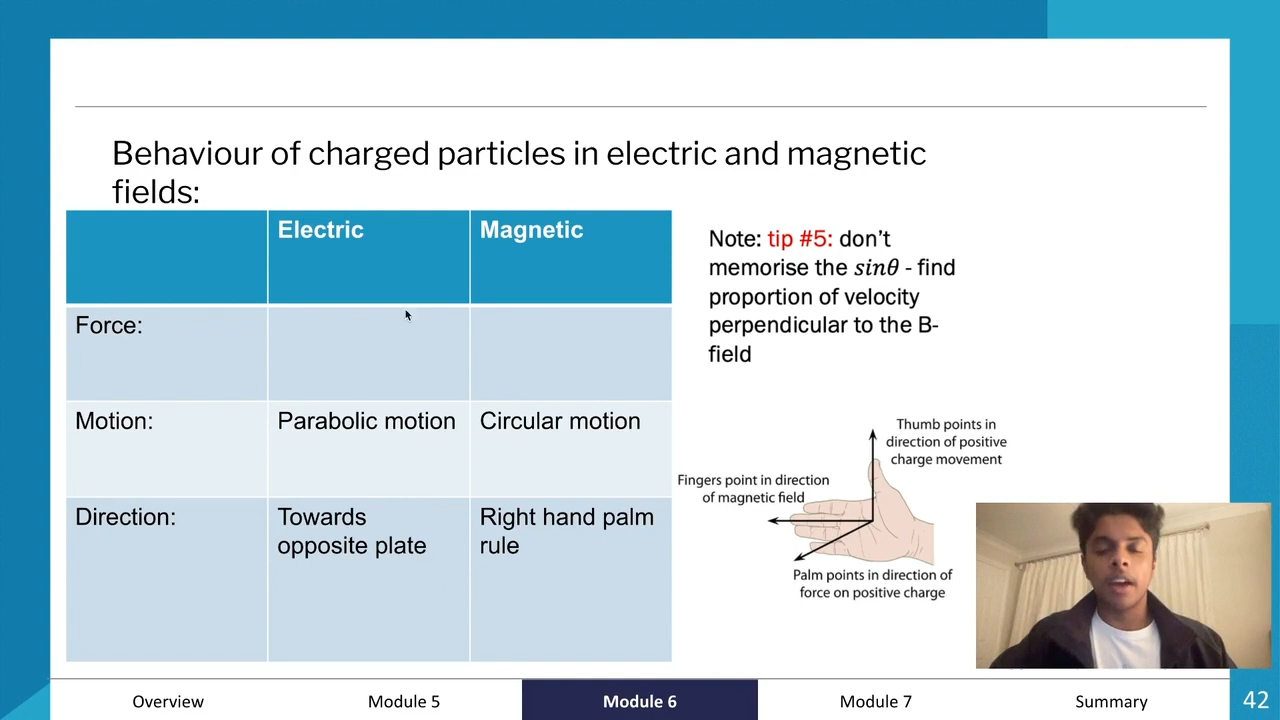 Behaviour of charged particles in electric and magnetic
fields:
Electric
Magnetic
Force:
Motion:
Parabolic motion
Circular motion
Direction:
Towards
opposite plate
Right hand palm
rule
Note: tip #5: don’t
memorise the sinθ - find
proportion of velocity
perpendicular to the B-
field
Thumb points in
direction of positive
charge movement
Fingers point in direction
of magnetic field
Palm points in direction of
force on positive charge
Overview
Module 5
Module 6
Module 7
Summary
42